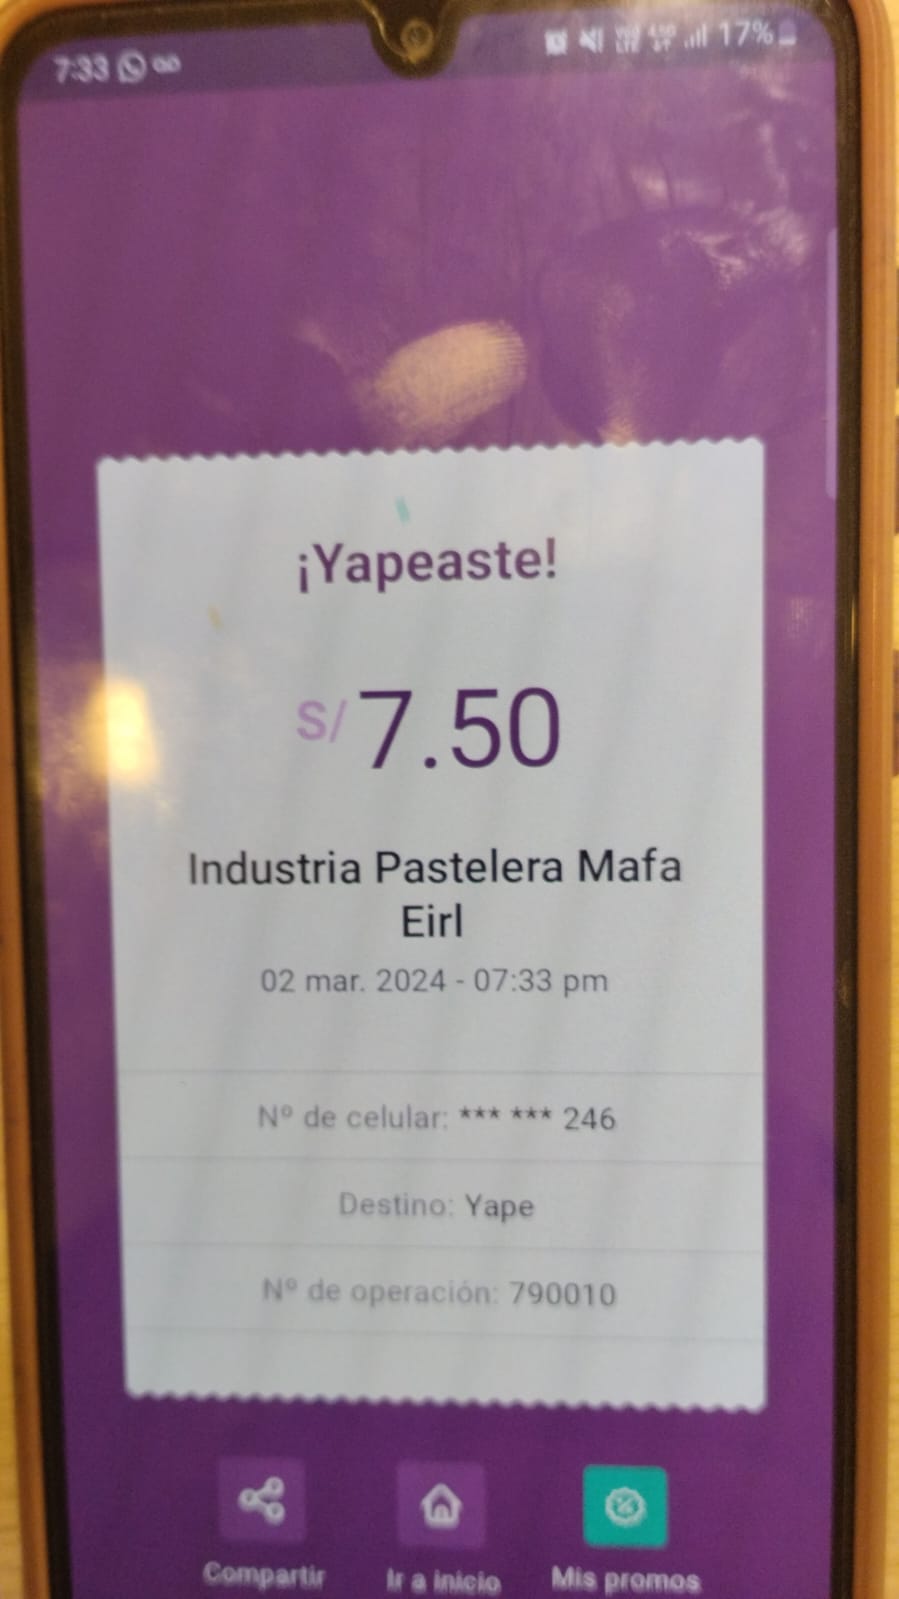 7:33
17%
¡Yapeaste!
S/ 7.50
Industria Pastelera Mafa
Eirl
02 mar. 2024 - 07:33 pm
Nº de celular: *** *** 246
Destino: Yape
Nº de operación: 790010
Compartir
Ir a inicio
Mis promos